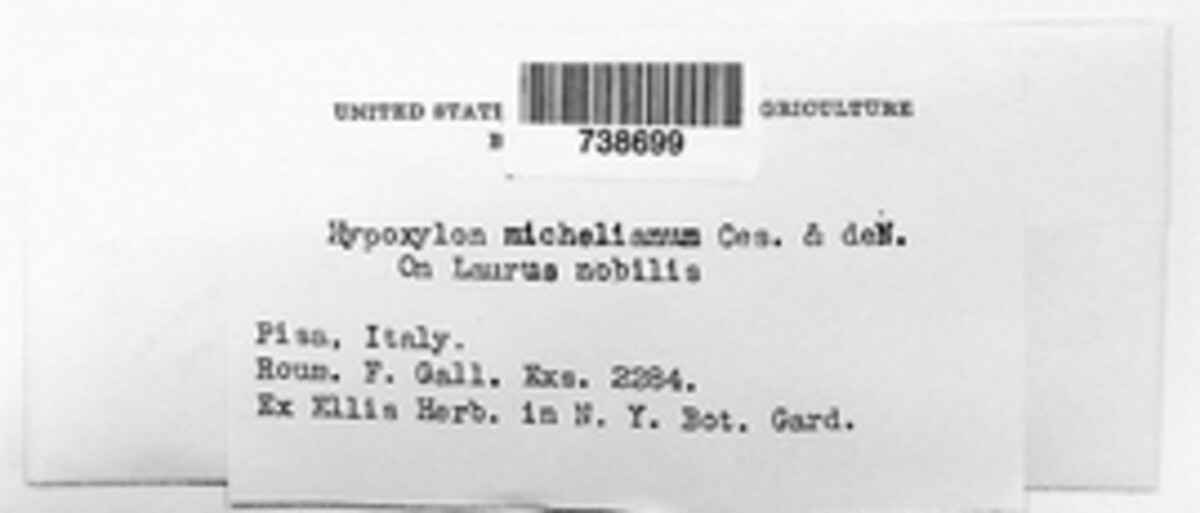 UNITED STATE GRICULTURE
B 738699
Hypoxylon michelianum Ces. & deN.
On Laurus nobilis
Pisa, Italy.
Roum. F. Gall. Exs. 2284.
Ex Ellis Herb. in N. Y. Bot. Gard.